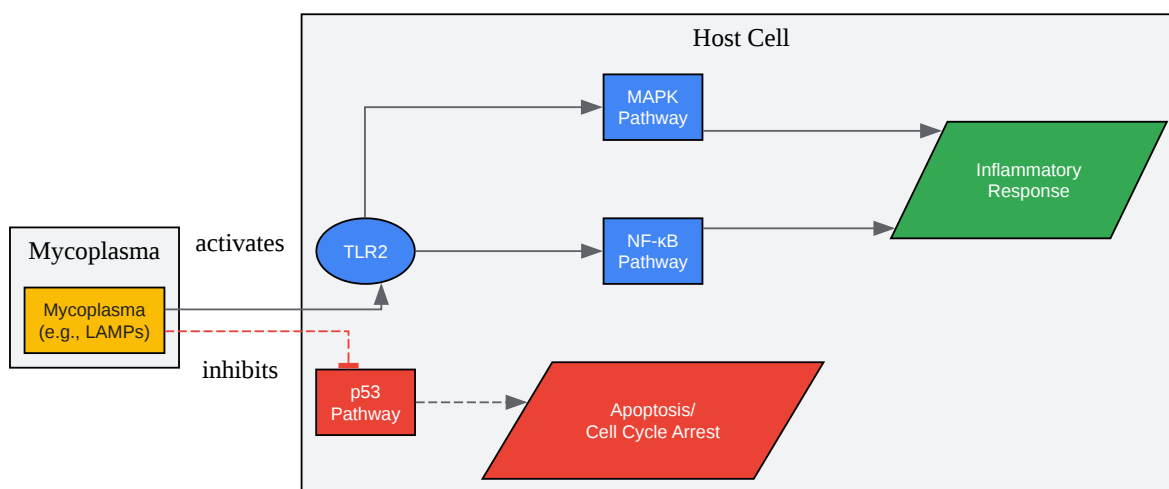 Host Cell
MAPK
Pathway
Inflammatory
Response
activates
TLR2
NF-κB
Pathway
Mycoplasma
Mycoplasma
(e.g., LAMPs)
inhibits
p53
Pathway
Apoptosis/
Cell Cycle Arrest